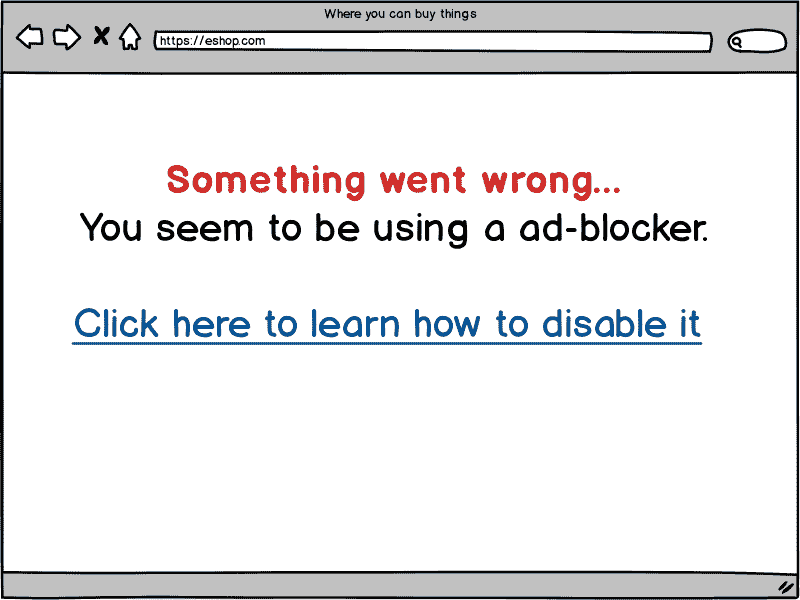 Where you can buy things
https://eshop.com
Something went wrong...
You seem to be using a ad-blocker.
Click here to learn how to disable it